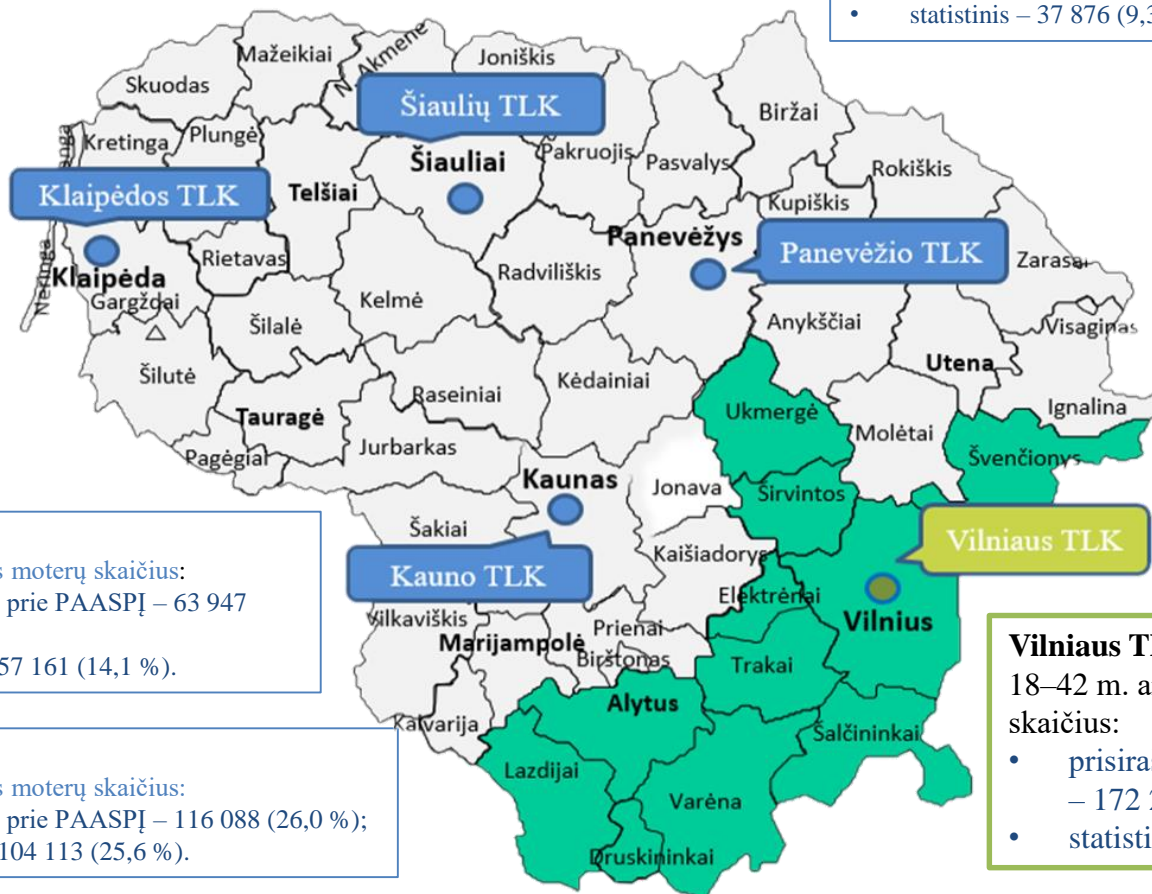 • statistinis – 37 876 (9,3
Mažeikiai
N. Akmenė
Joniškis
Skuodas
Šiaulių TLK
Biržai
Kretinga
Plungė
Šiauliai
Pakruojis
Pasvalys
Rokiškis
Klaipėdos TLK
Telšiai
Kupiškis
Panevėžys
Panevėžio TLK
Rietavas
Radviliškis
Zarasai
Neringa
Klaipėda
Gargždai
Kelmė
Šilalė
Anykščiai
Visaginas
Šilutė
Utena
Raseiniai
Kėdainiai
Ukmergė
Ignalina
Tauragė
Molėtai
Pagėgiai
Jurbarkas
Švenčionys
Kaunas
Jonava
Širvintos
Šakiai
Vilniaus TLK
Kaišiadorys
Kauno TLK
Elektrėnai
Vilnius
Vilkaviškis
Prienai
Marijampolė
Birštonas
Trakai
Alytus
Kalvarija
Šalčininkai
Lazdijai
Varėna
Druskininkai
s moterų skaičius:
prie PAASPĮ – 63 947
57 161 (14,1 %).
s moterų skaičius:
prie PAASPĮ – 116 088 (26,0 %);
104 113 (25,6 %).
Vilniaus T
18–42 m. a
skaičius:
• prisiraš
– 172 2
• statisti